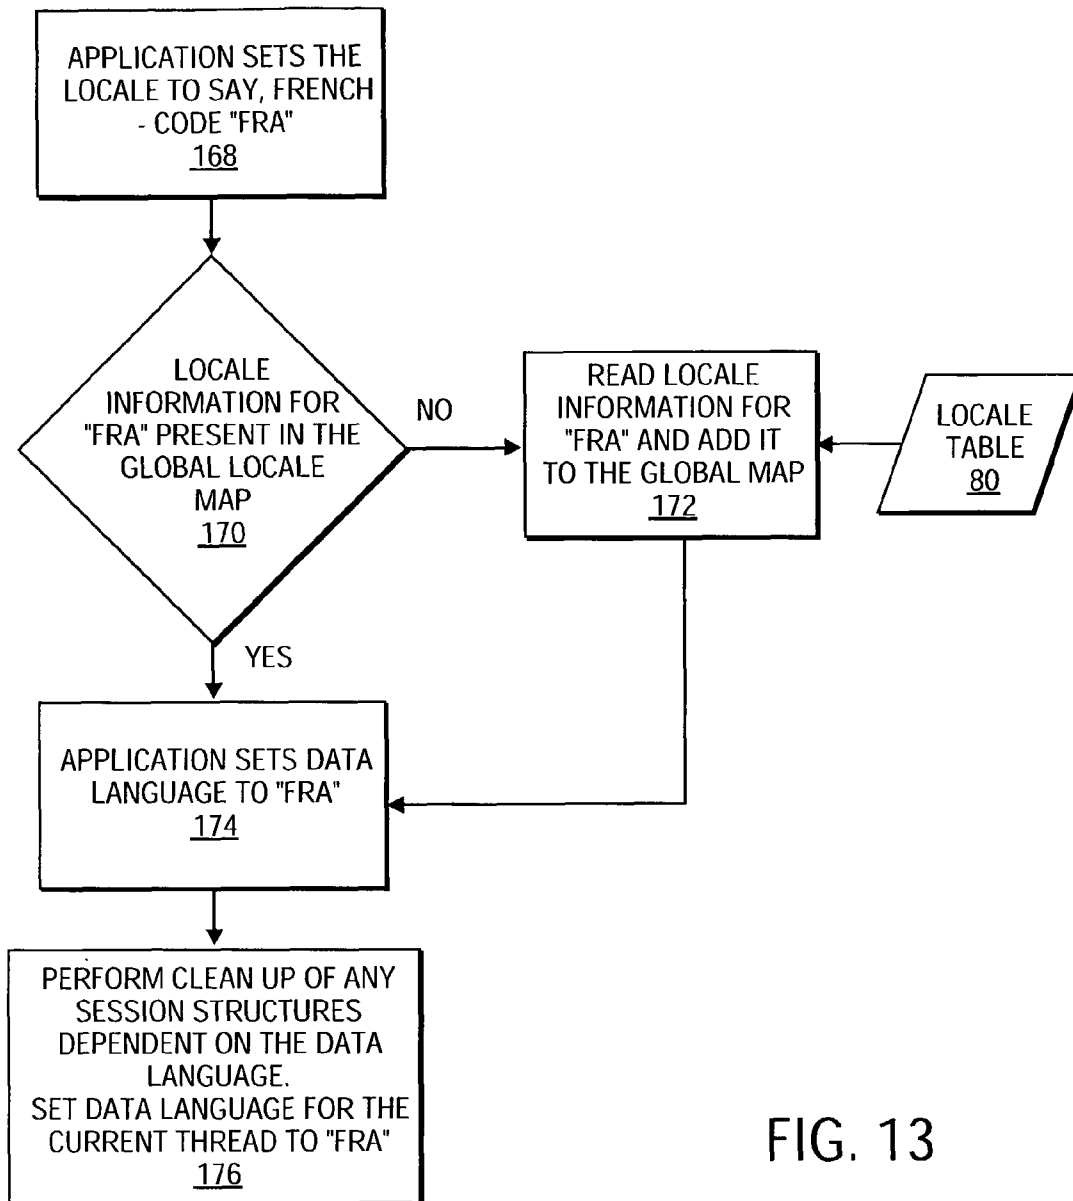 APPLICATION SETS THE
LOCALE TO SAY, FRENCH
- CODE "FRA"
168
LOCALE
INFORMATION FOR
"FRA" PRESENT IN THE
GLOBAL LOCALE
MAP
170
NO
READ LOCALE
INFORMATION FOR
"FRA" AND ADD IT
TO THE GLOBAL MAP
172
LOCALE
TABLE
80
YES
APPLICATION SETS DATA
LANGUAGE TO "FRA"
174
PERFORM CLEAN UP OF ANY
SESSION STRUCTURES
DEPENDENT ON THE DATA
LANGUAGE.
SET DATA LANGUAGE FOR THE
CURRENT THREAD TO "FRA"
176
FIG. 13